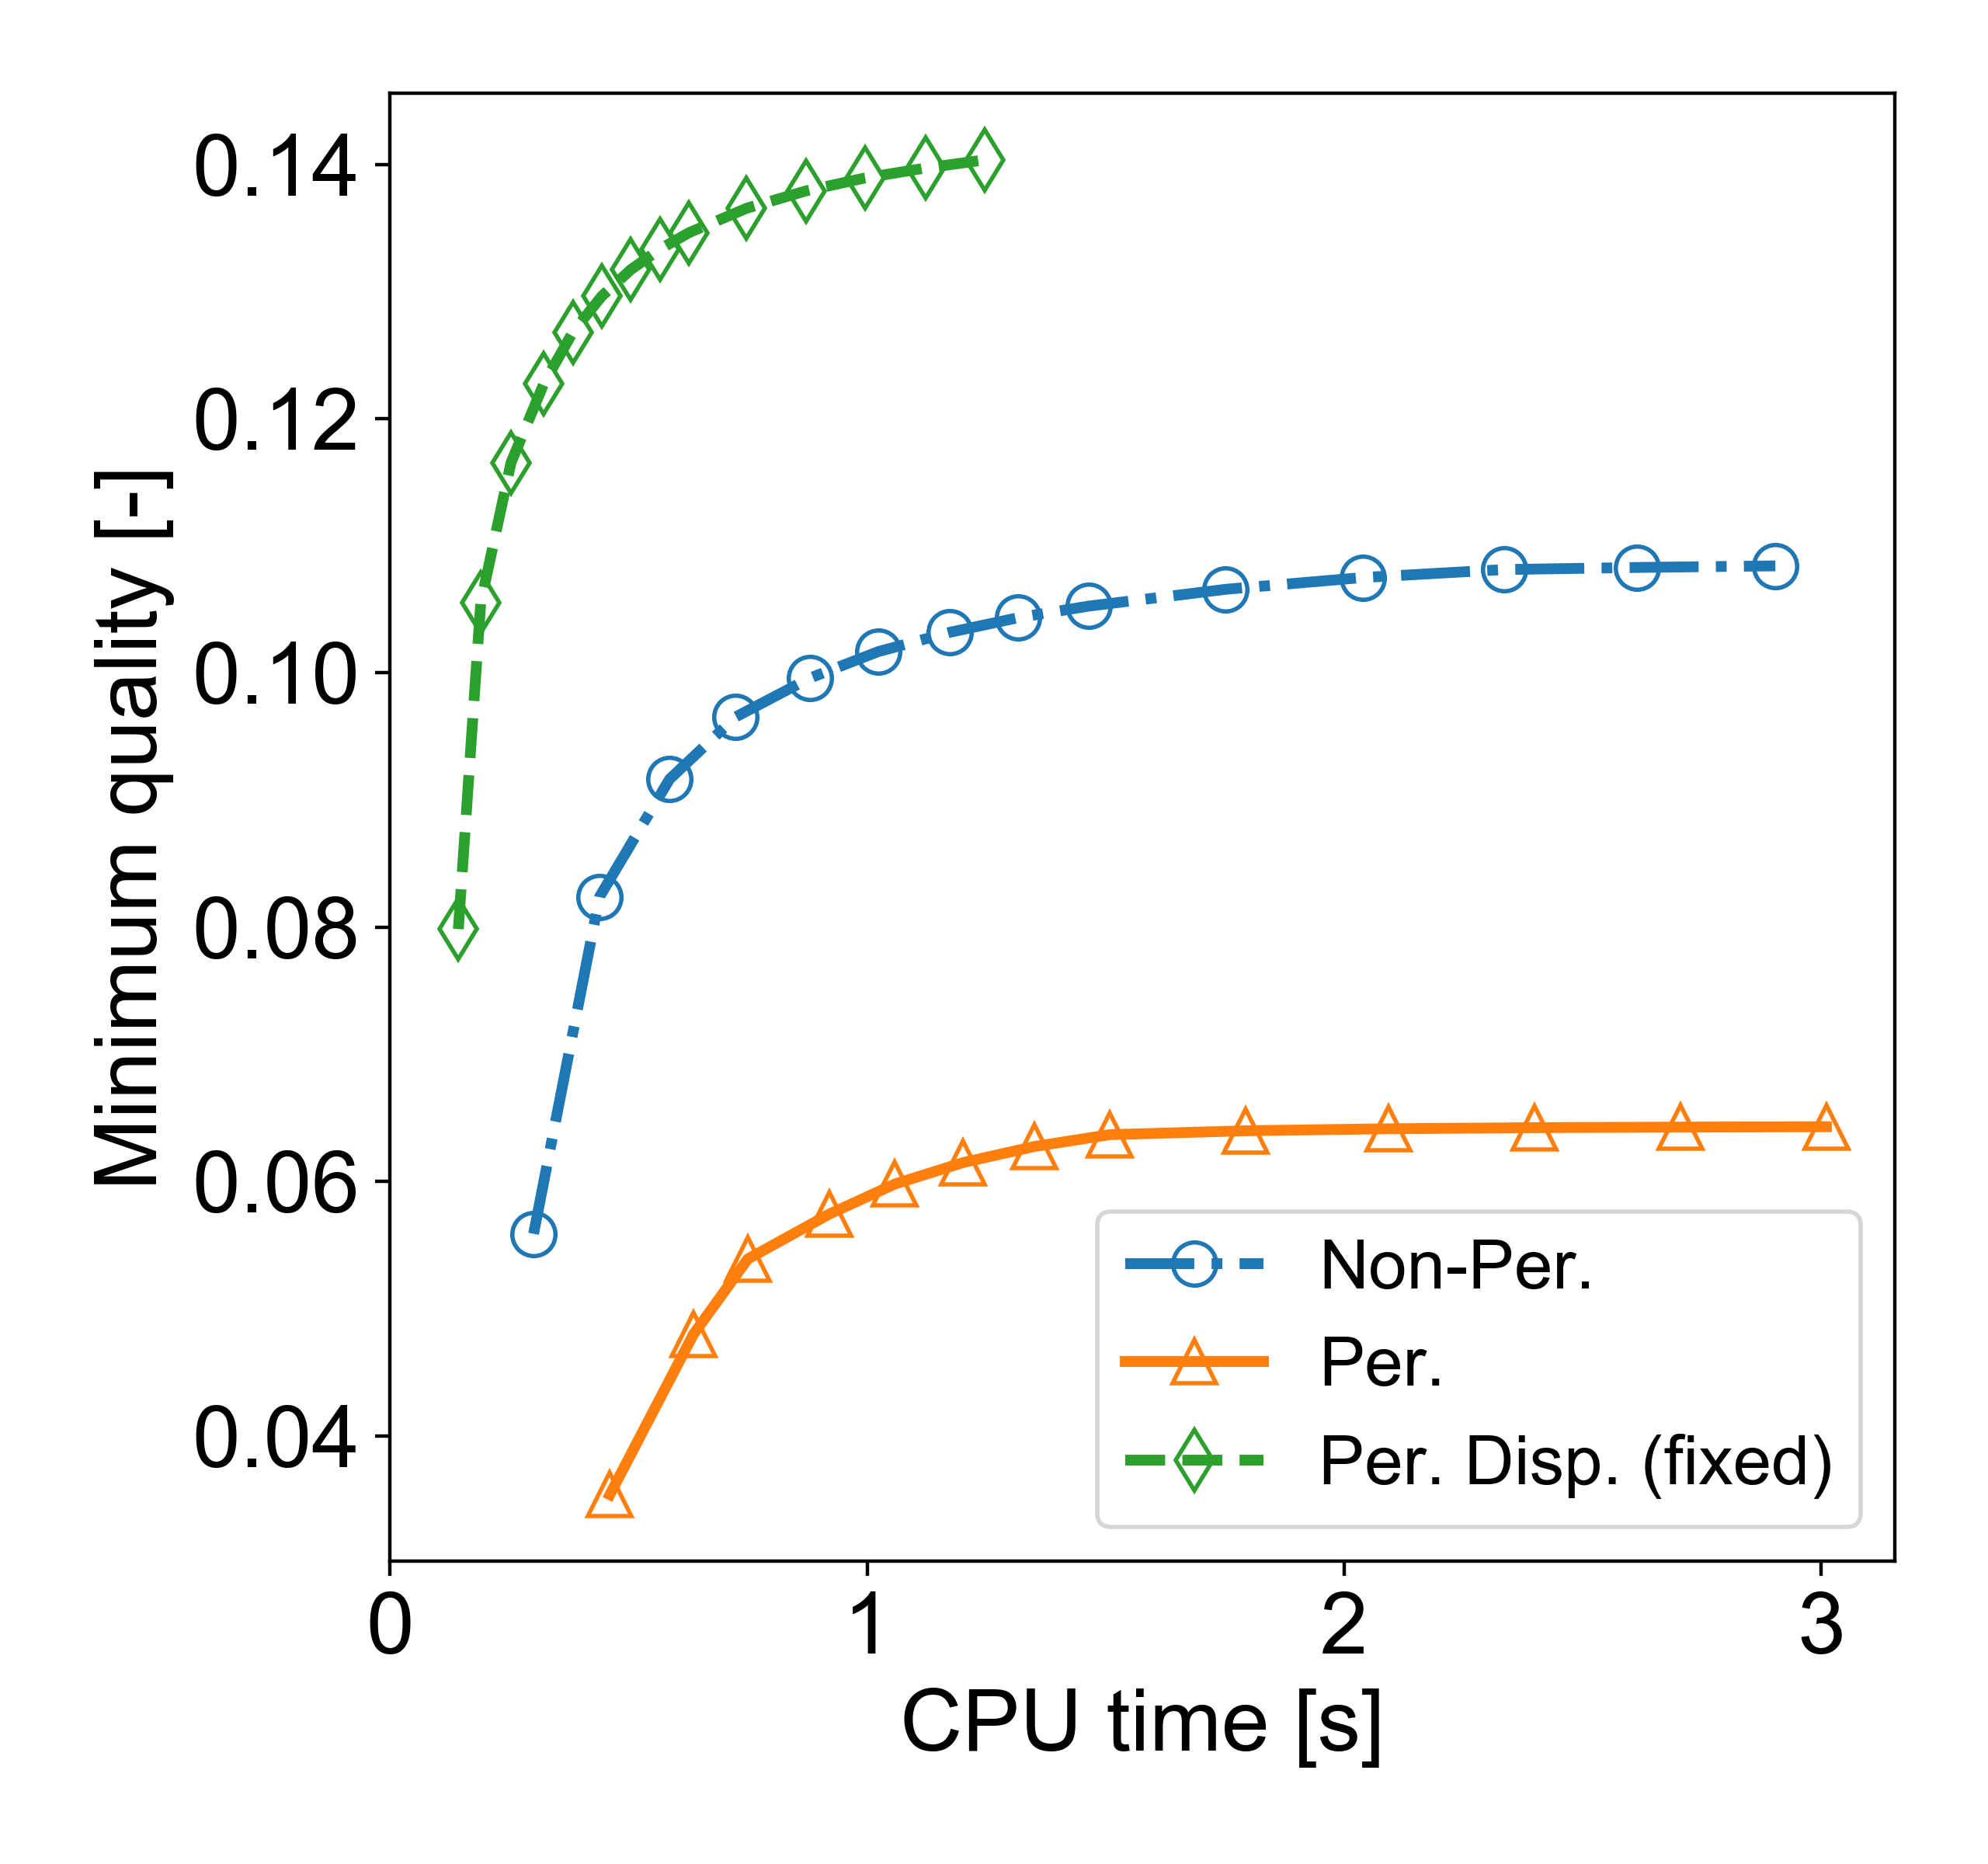 0.14
0.12
0.10
0.08
0.06
0.04
Minimum quality [-]
0
1
2
3
CPU time [s]
Non-Per.
Per.
Per. Disp. (fixed)